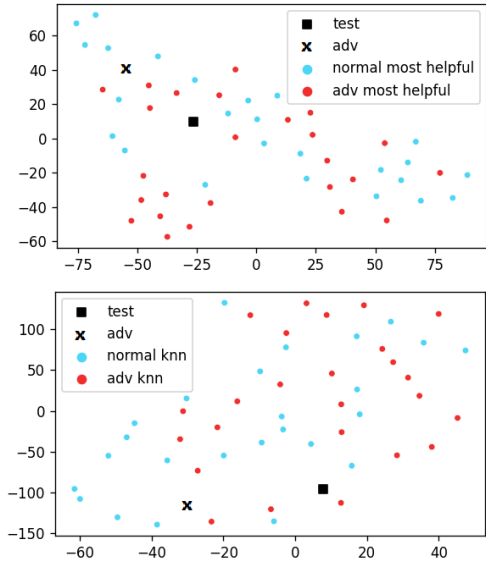 60
40
20
0
−20
−40
−60
test
adv
normal most helpful
adv most helpful
−75 −50 −25 0 25 50 75
100
50
0
−50
−100
−150
test
adv
normal knn
adv knn
−60 −40 −20 0 20 40